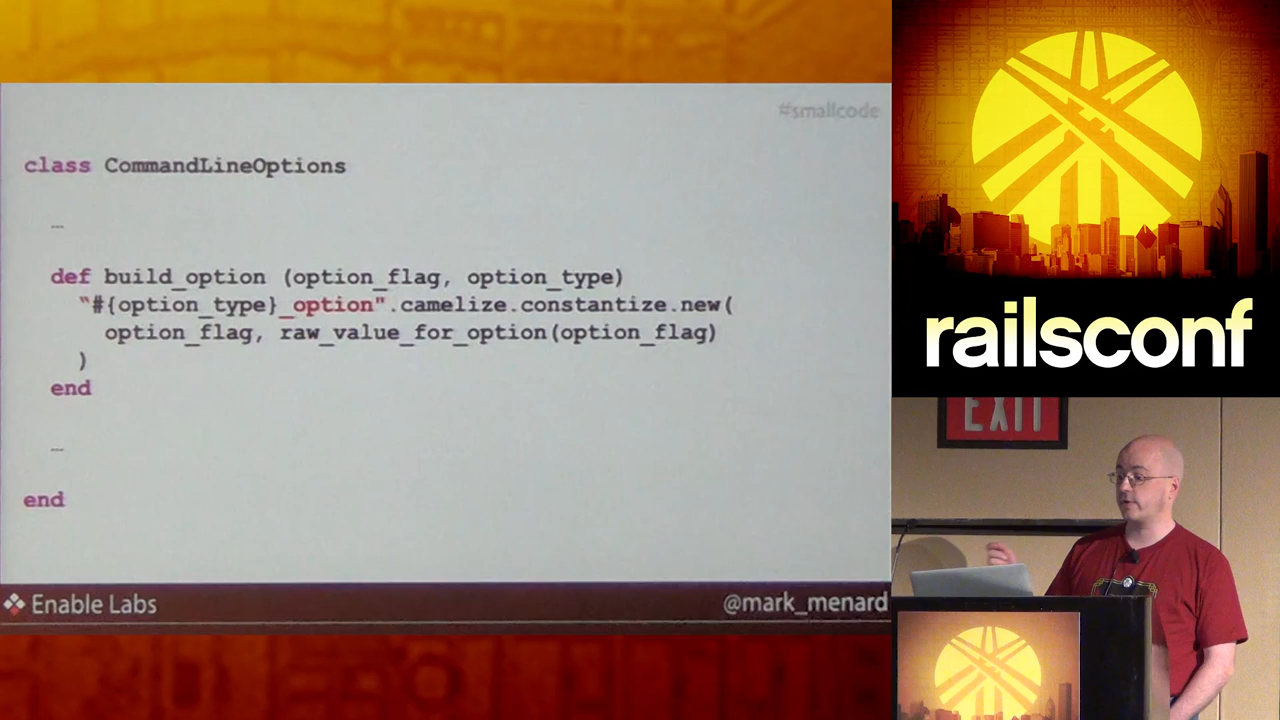 #smallcode
class CommandLineOptions
…
def build_option (option_flag, option_type)
"#{option_type}_option".camelize.constantize.new(
option_flag, raw_value_for_option(option_flag)
)
end
…
end
Enable Labs
@mark_menard
railsconf
EXIT